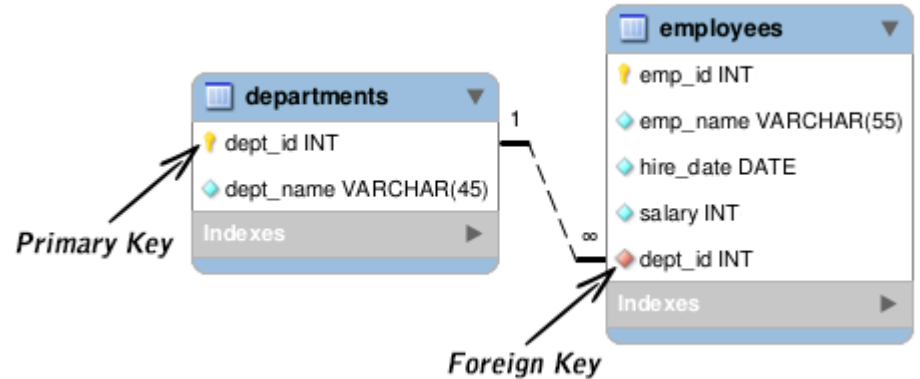 departments
dept_id INT
dept_name VARCHAR(45)
Indexes
Primary Key
1
∞
employees
emp_id INT
emp_name VARCHAR(55)
hire_date DATE
salary INT
dept_id INT
Indexes
Foreign Key